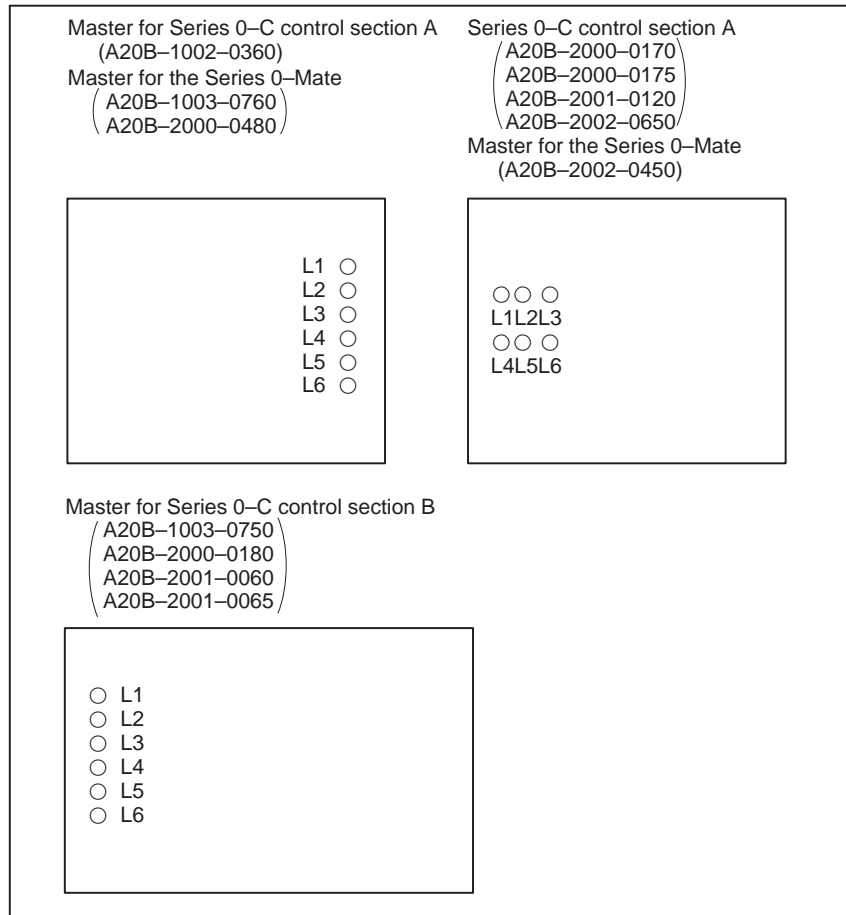 Master for Series 0–C control section A
(A20B–1002–0360)
Master for the Series 0–Mate
A20B–1003–0760
A20B–2000–0480
Series 0–C control section A
A20B–2000–0170
A20B–2000–0175
A20B–2001–0120
A20B–2002–0650
Master for the Series 0–Mate
(A20B–2002–0450)
L1
L2
L3
L4
L5
L6
L1L2L3
L4L5L6
Master for Series 0–C control section B
A20B–1003–0750
A20B–2000–0180
A20B–2001–0060
A20B–2001–0065
L1
L2
L3
L4
L5
L6